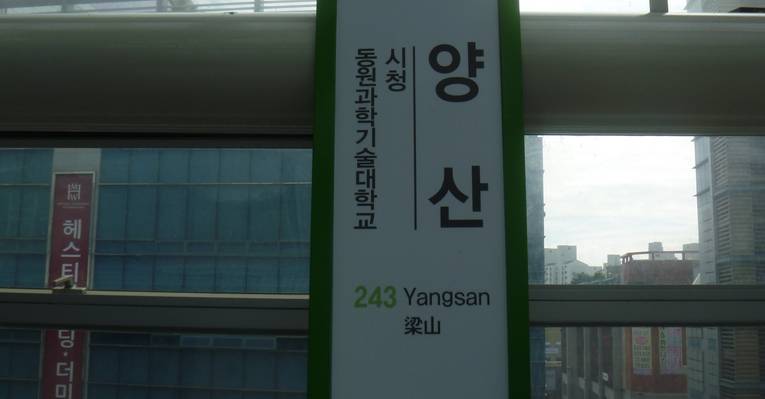 양산
시청
동원과학기술대학교
243 Yangsan
梁山
헤스티
딩·더미